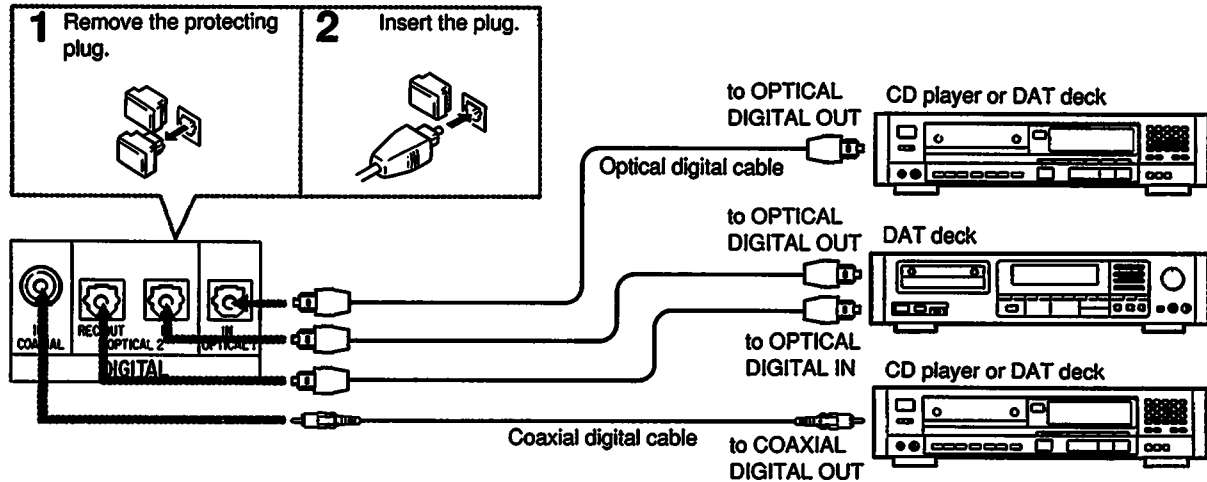 1 Remove the protecting
plug.
2 Insert the plug.
to OPTICAL
DIGITAL OUT
CD player or DAT deck
Optical digital cable
to OPTICAL
DIGITAL OUT
DAT deck
IN
COAXIAL
REC OUT
IN
OPTICAL 2
IN
OPTICAL 1
DIGITAL
to OPTICAL
DIGITAL IN
CD player or DAT deck
Coaxial digital cable
to COAXIAL
DIGITAL OUT